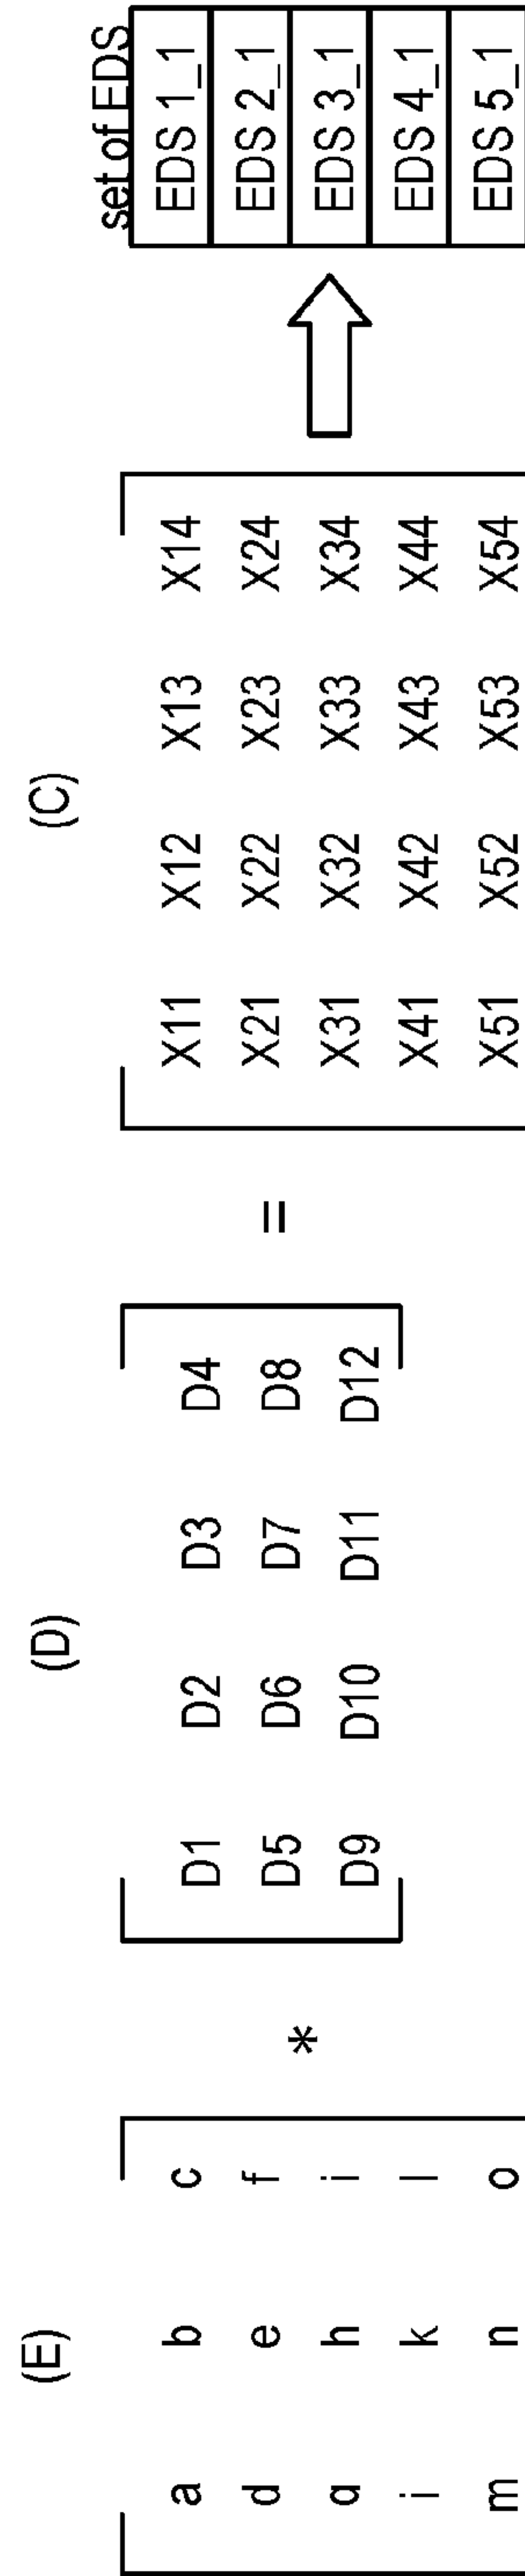 (E) (D) (C)
set of EDS
a b c * D1 D2 D3 D4 = X11 X12 X13 X14 EDS 1_1
d e f D5 D6 D7 D8 X21 X22 X23 X24 EDS 2_1
g h i D9 D10 D11 D12 X31 X32 X33 X34 EDS 3_1
j k l X41 X42 X43 X44 EDS 4_1
m n o X51 X52 X53 X54 EDS 5_1